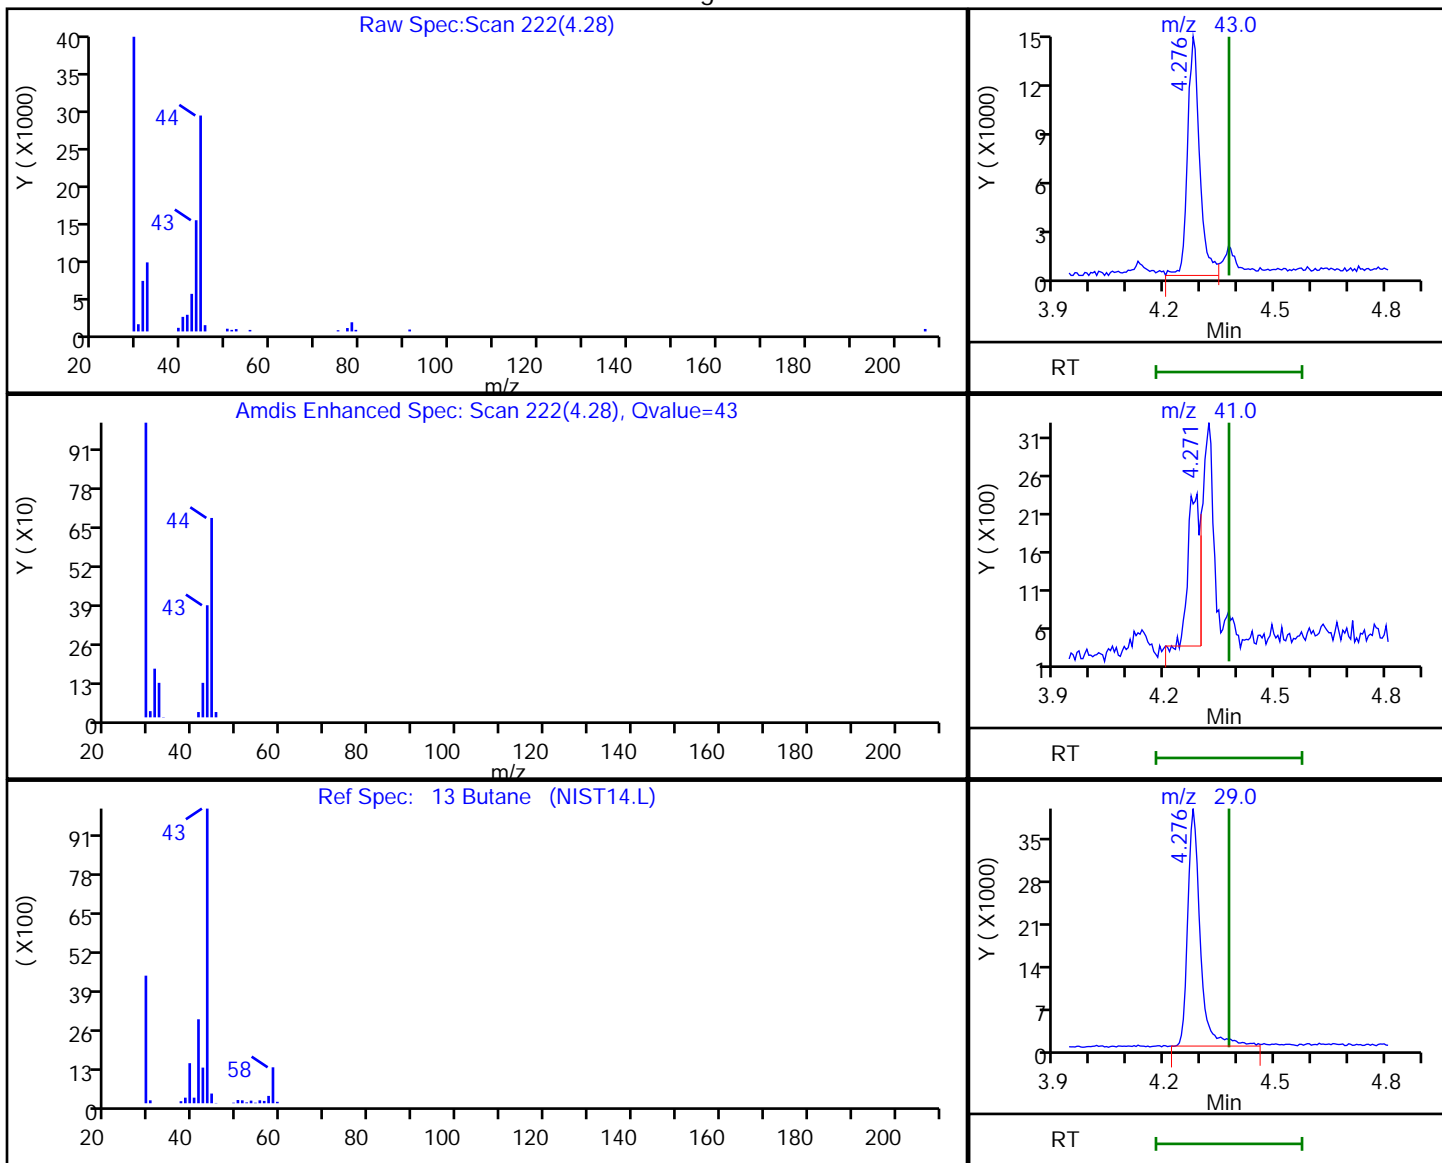 Raw Spec:Scan 222(4.28)
40
35
30
25
20
15
10
5
0
Y ( X1000)
44
43
20 40 60 80 100 120 140 160 180 200
m/z
m/z 43.0
15
12
9
6
3
0
Y ( X1000)
4.276
3.9 4.2 4.5 4.8
Min
RT
Amdis Enhanced Spec: Scan 222(4.28), Qvalue=43
91
78
65
52
39
26
13
0
Y ( X10)
44
43
20 40 60 80 100 120 140 160 180 200
m/z
m/z 41.0
31
26
21
16
11
6
1
Y ( X100)
4.271
3.9 4.2 4.5 4.8
Min
RT
Ref Spec: 13 Butane (NIST14.L)
91
78
65
52
39
26
13
0
( X100)
43
58
20 40 60 80 100 120 140 160 180 200
m/z 29.0
35
28
21
14
7
0
Y ( X1000)
4.276
3.9 4.2 4.5 4.8
Min
RT